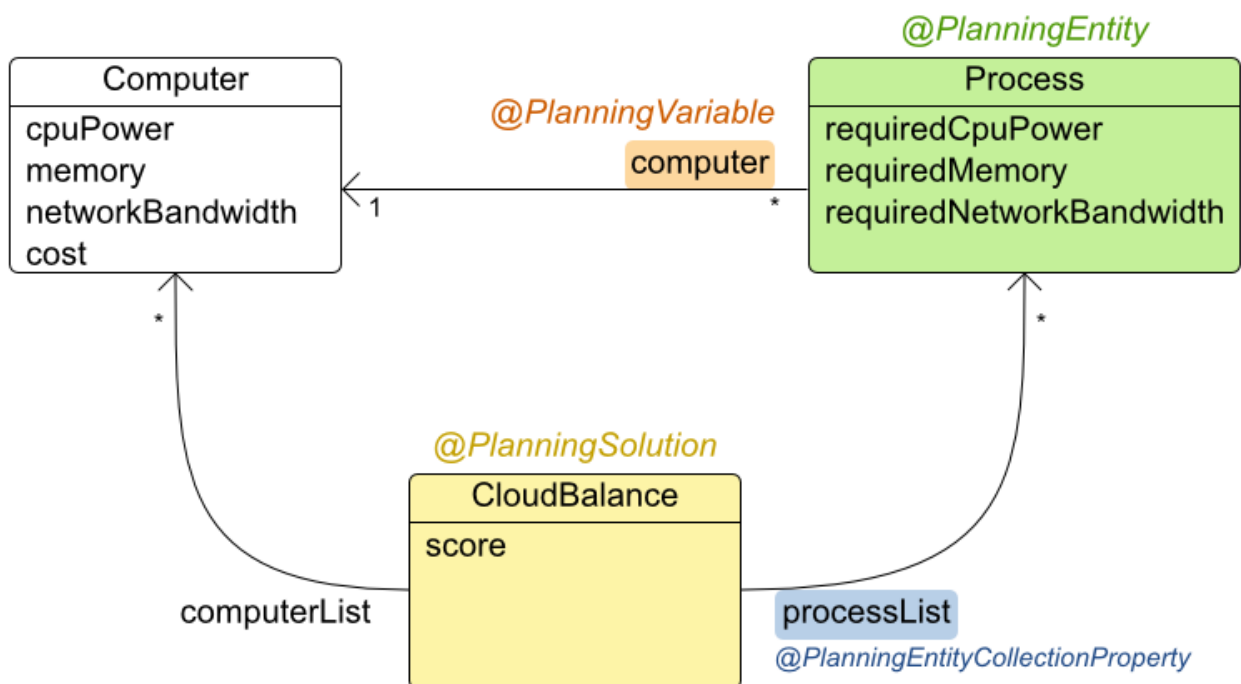 @PlanningEntity
Computer
cpuPower
memory
networkBandwidth
cost
@PlanningVariable
computer
1
*
Process
requiredCpuPower
requiredMemory
requiredNetworkBandwidth
*
*
@PlanningSolution
CloudBalance
score
computerList
processList
@PlanningEntityCollectionProperty